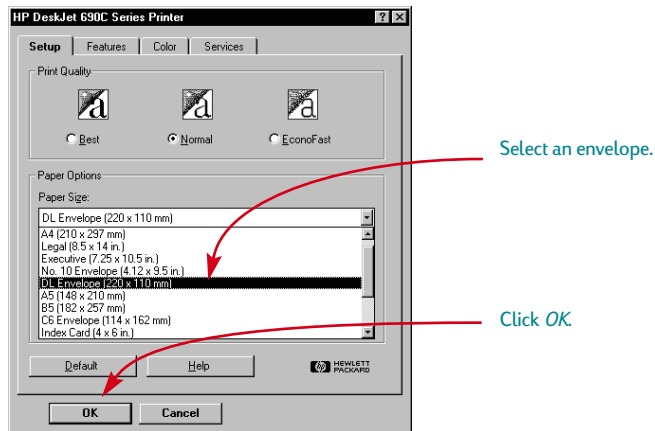 HP DeskJet 690C Series Printer
Setup Features Color Services
Print Quality
Best Normal EconoFast
Select an envelope.
Paper Options
Paper Size:
DL Envelope (220 x 110 mm)
A4 (210 x 297 mm)
Legal (8.5 x 14 in.)
Executive (7.25 x 10.5 in.)
No. 10 Envelope (4.12 x 9.5 in.)
DL Envelope (220 x 110 mm)
A5 (148 x 210 mm)
B5 (182 x 257 mm)
C6 Envelope (114 x 162 mm)
Index Card (4 x 6 in.)
Click OK.
Default Help hp HEWLETT
PACKARD
OK Cancel